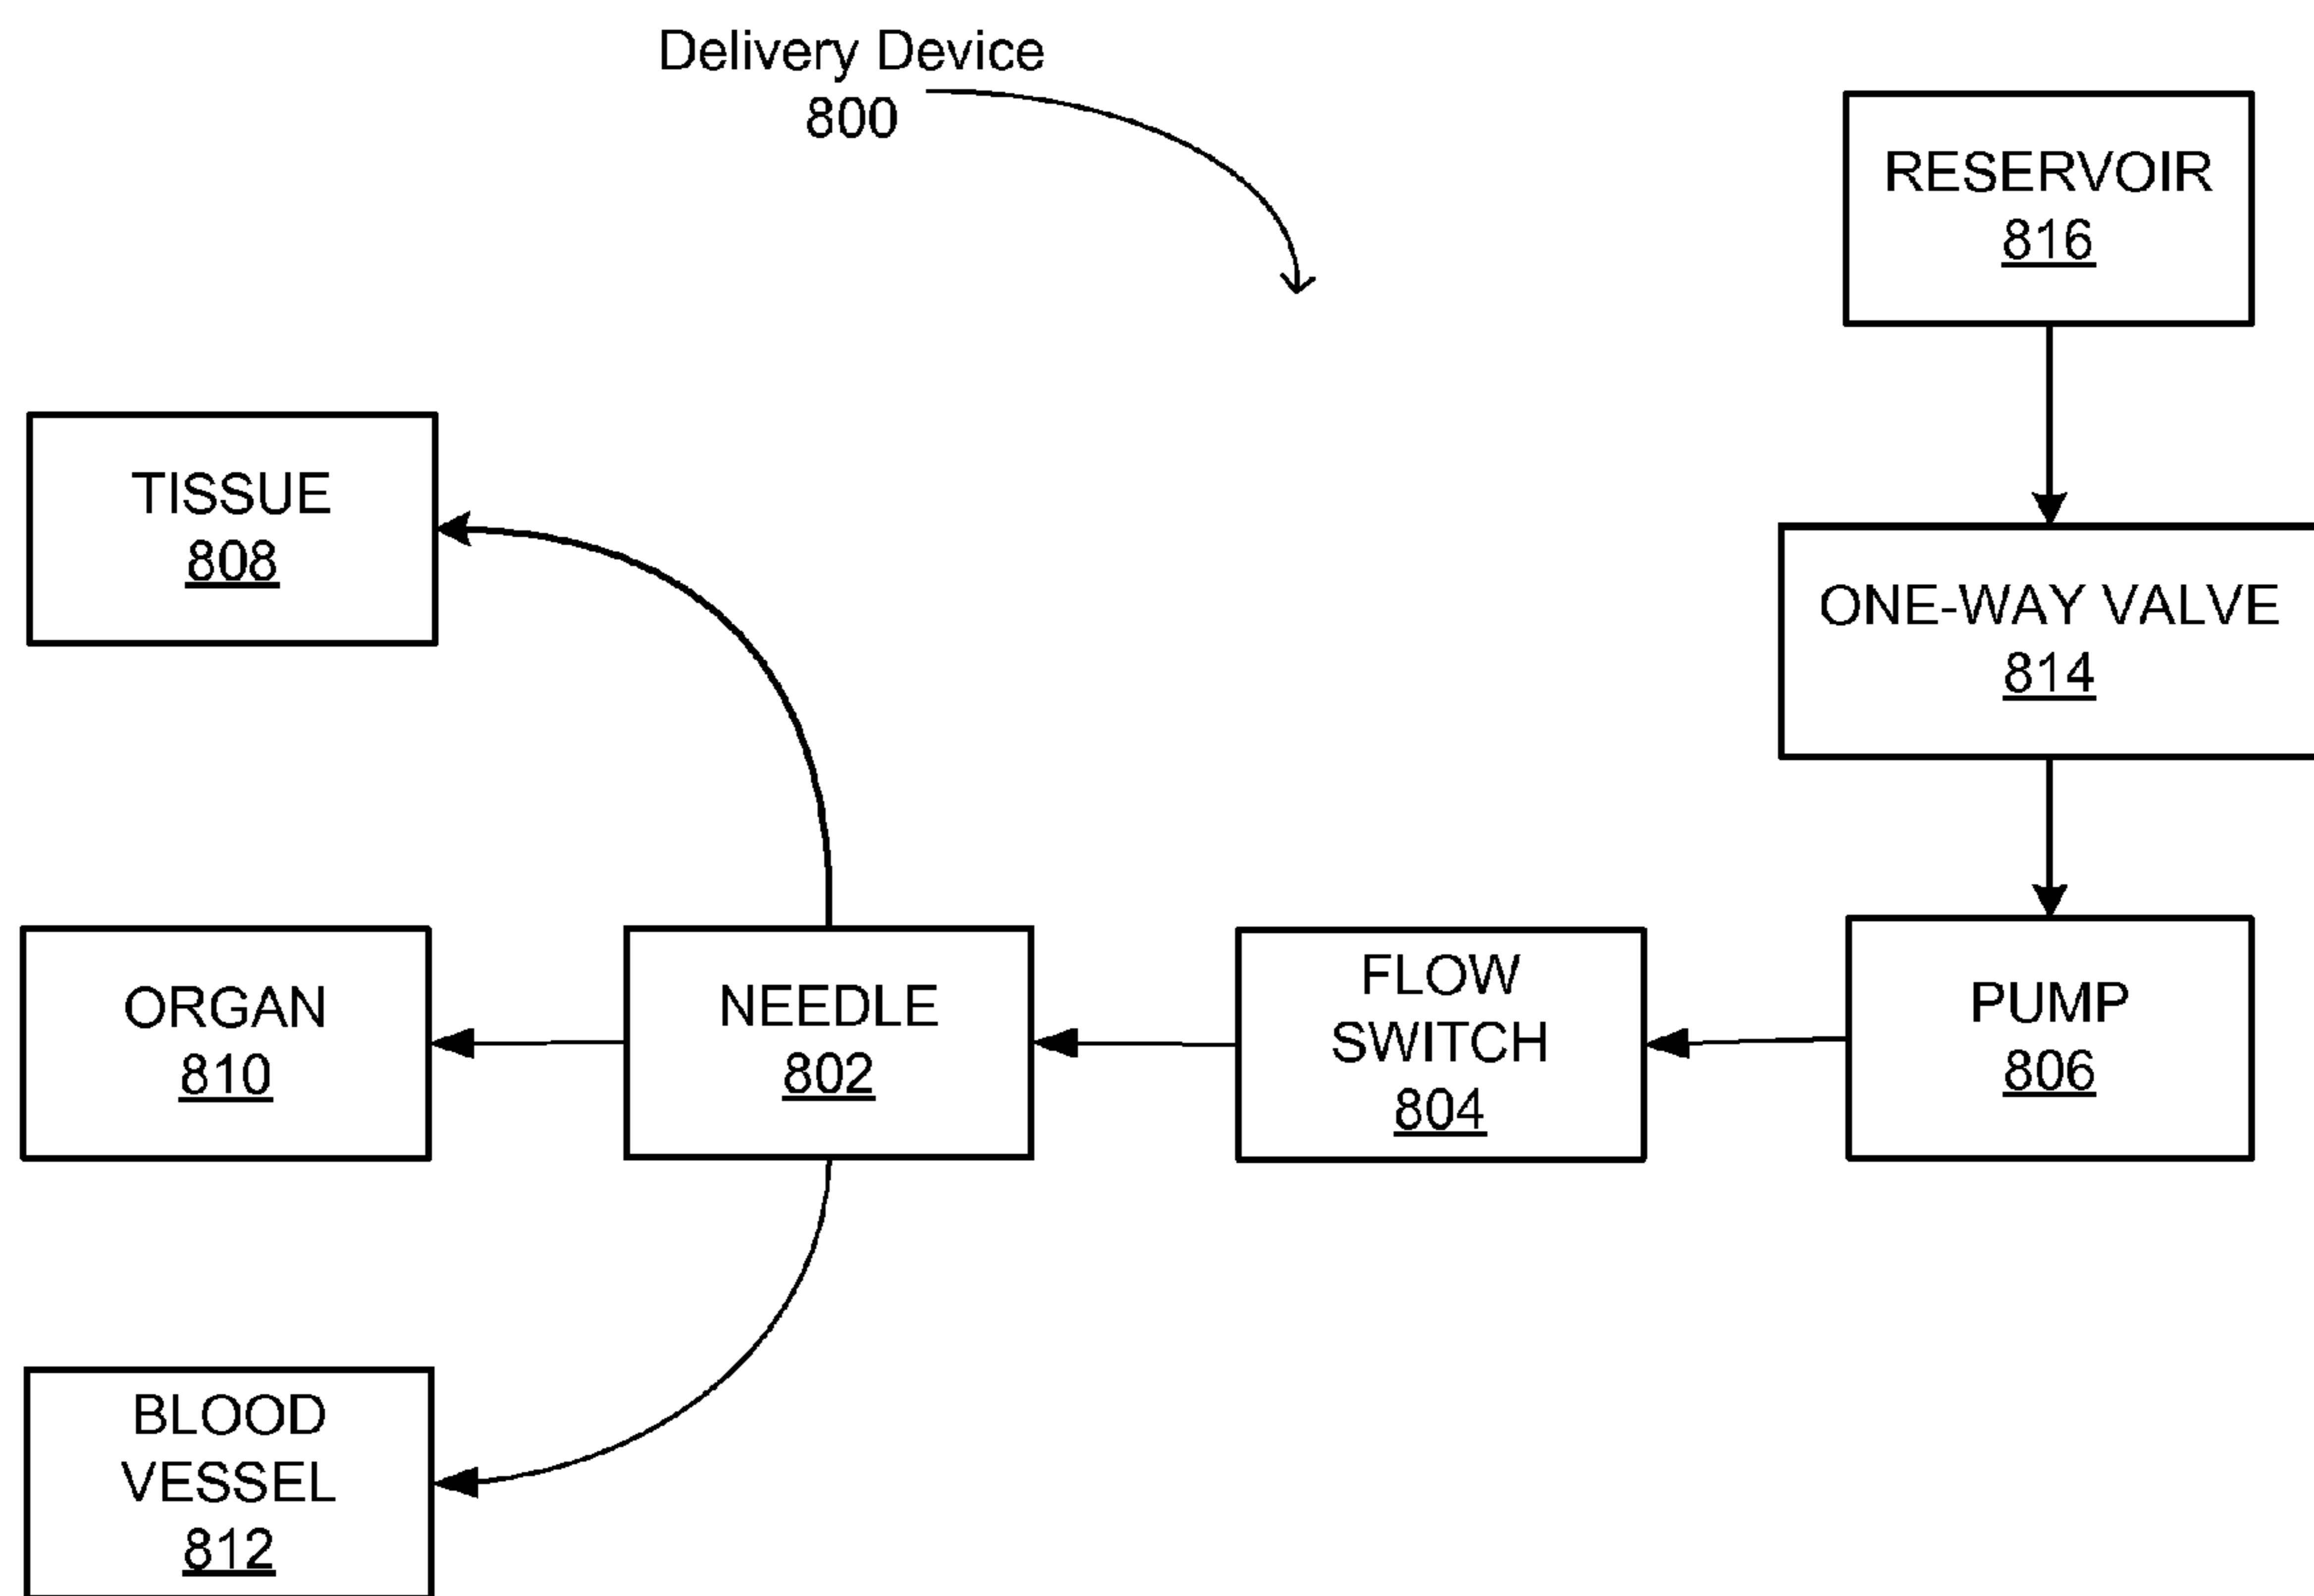 Delivery Device
800
RESERVOIR
816
TISSUE
808
ONE-WAY VALVE
814
ORGAN
810
NEEDLE
802
FLOW
SWITCH
804
PUMP
806
BLOOD
VESSEL
812